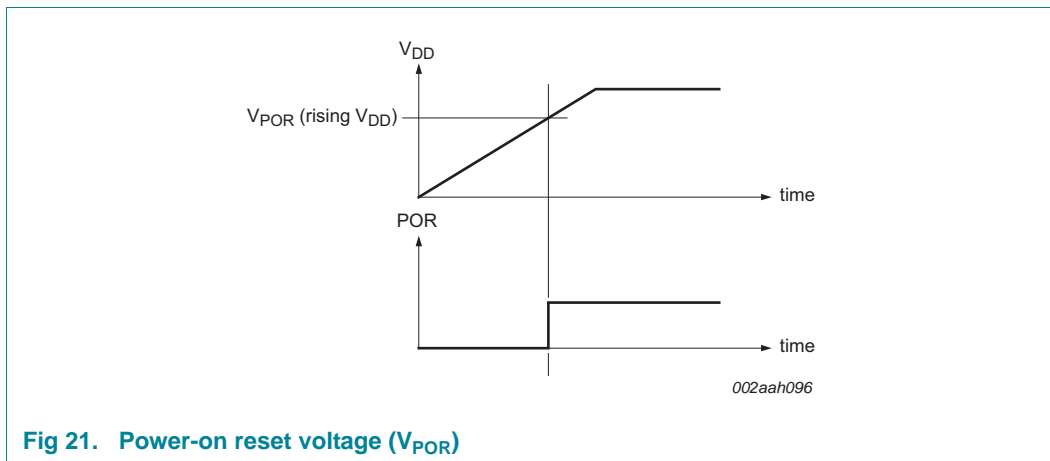 VDD
VPOR (rising VDD)
time
POR
time
002aah096
Fig 21. Power-on reset voltage (VPOR)